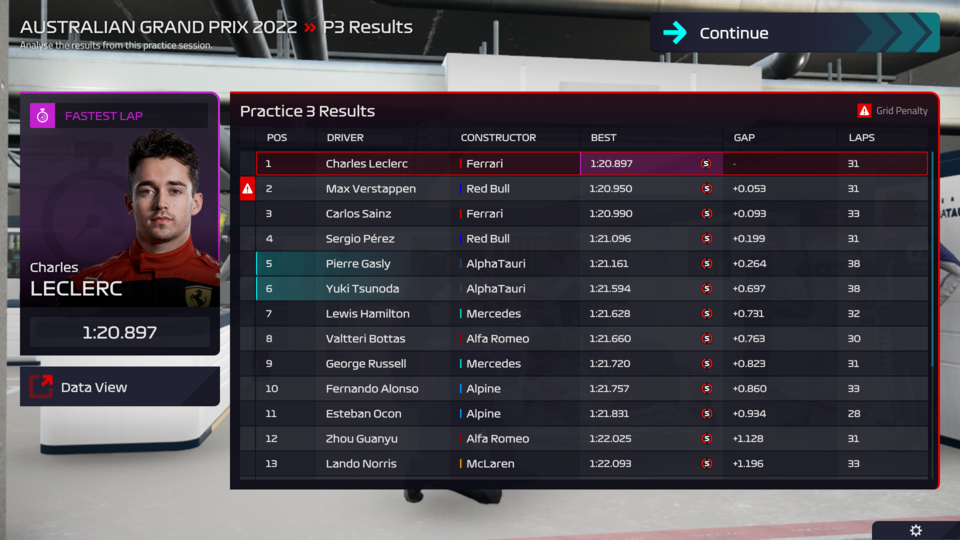 AUSTRALIAN GRAND PRIX 2022 » P3 Results
Analyse the results from this practice session.
Continue
FASTEST LAP
Charles
LECLERC
1:20.897
Data View
Practice 3 Results
Grid Penalty
POS DRIVER CONSTRUCTOR BEST GAP LAPS
1 Charles Leclerc Ferrari 1:20.897 S - 31
2 Max Verstappen Red Bull 1:20.950 S +0.053 31
3 Carlos Sainz Ferrari 1:20.990 S +0.093 33
4 Sergio Pérez Red Bull 1:21.096 S +0.199 31
5 Pierre Gasly AlphaTauri 1:21.161 S +0.264 38
6 Yuki Tsunoda AlphaTauri 1:21.594 S +0.697 38
7 Lewis Hamilton Mercedes 1:21.628 S +0.731 32
8 Valtteri Bottas Alfa Romeo 1:21.660 S +0.763 30
9 George Russell Mercedes 1:21.720 S +0.823 31
10 Fernando Alonso Alpine 1:21.757 S +0.860 33
11 Esteban Ocon Alpine 1:21.831 S +0.934 28
12 Zhou Guanyu Alfa Romeo 1:22.025 S +1.128 31
13 Lando Norris McLaren 1:22.093 S +1.196 33